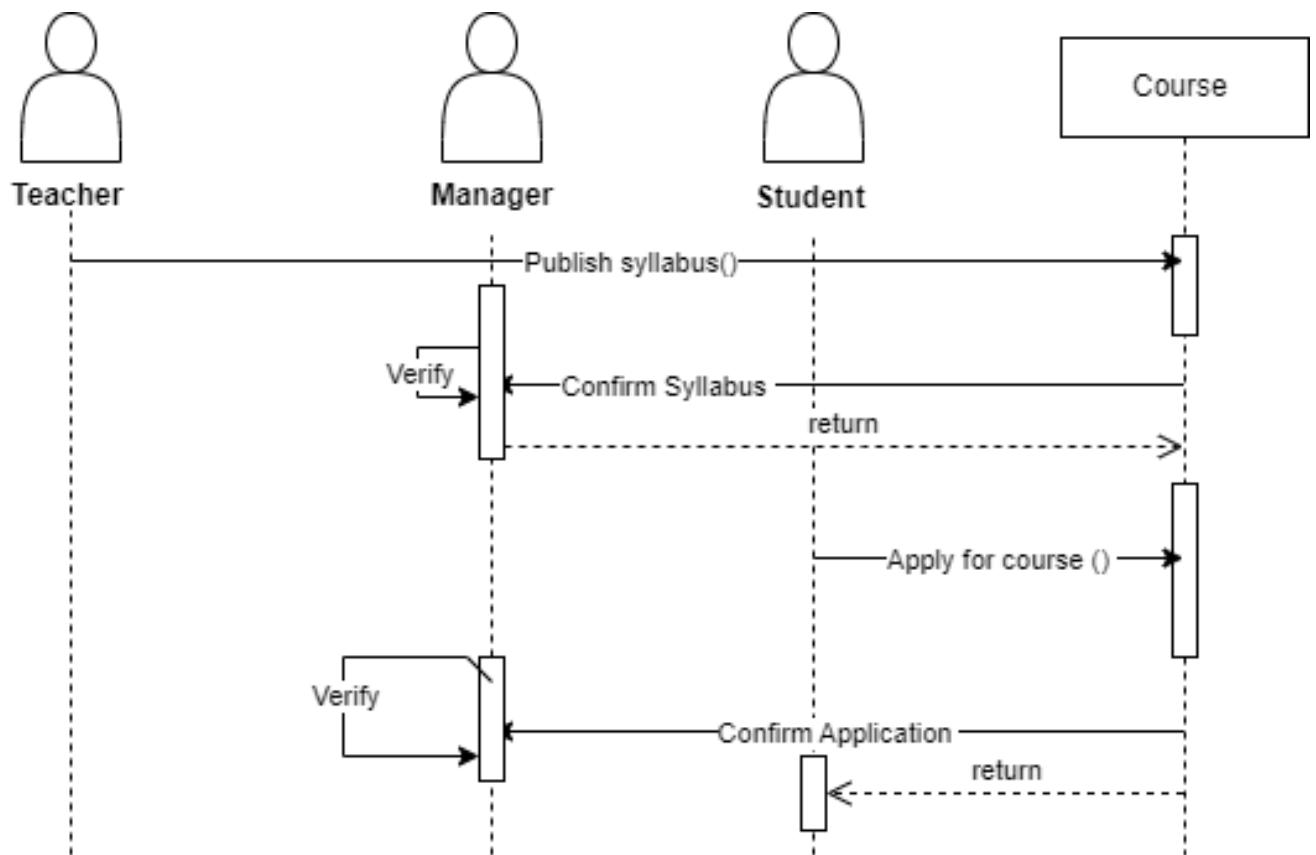 Course
Teacher
Manager
Student
Publish syllabus()
Verify
Confirm Syllabus
return
Apply for course ()
Verify
Confirm Application
return